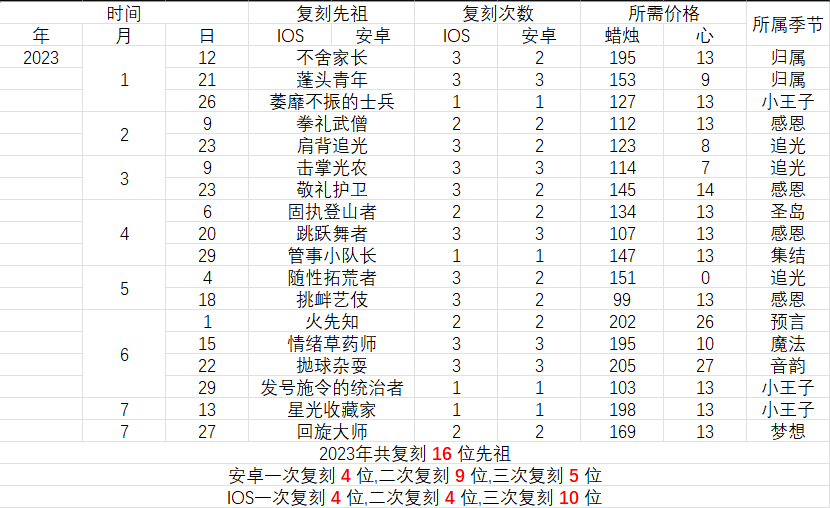 时间 复刻先祖 复刻次数 所需价格 所属季节
年 月 日 IOS 安卓 IOS 安卓 蜡烛 心
2023 1 12 不舍家长 3 2 195 13 归属
21 蓬头青年 3 3 153 9 归属
26 萎靡不振的士兵 1 1 127 13 小王子
2 9 拳礼武僧 2 2 112 13 感恩
23 肩背追光 3 2 123 8 追光
3 9 击掌光农 3 3 114 7 追光
23 敬礼护卫 3 2 145 14 感恩
4 6 固执登山者 2 2 134 13 圣岛
20 跳跃舞者 3 3 107 13 感恩
29 管事小队长 1 1 147 13 集结
5 4 随性拓荒者 3 2 151 0 追光
18 挑衅艺伎 3 2 99 13 感恩
6 1 火先知 2 2 202 26 预言
15 情绪草药师 3 3 195 10 魔法
22 抛球杂耍 3 3 205 27 音韵
29 发号施令的统治者 1 1 103 13 小王子
7 13 星光收藏家 1 1 198 13 小王子
7 27 回旋大师 2 2 169 13 梦想
2023年共复刻 16 位先祖
安卓一次复刻 4 位,二次复刻 9 位,三次复刻 5 位
IOS一次复刻 4 位,二次复刻 4 位,三次复刻 10 位